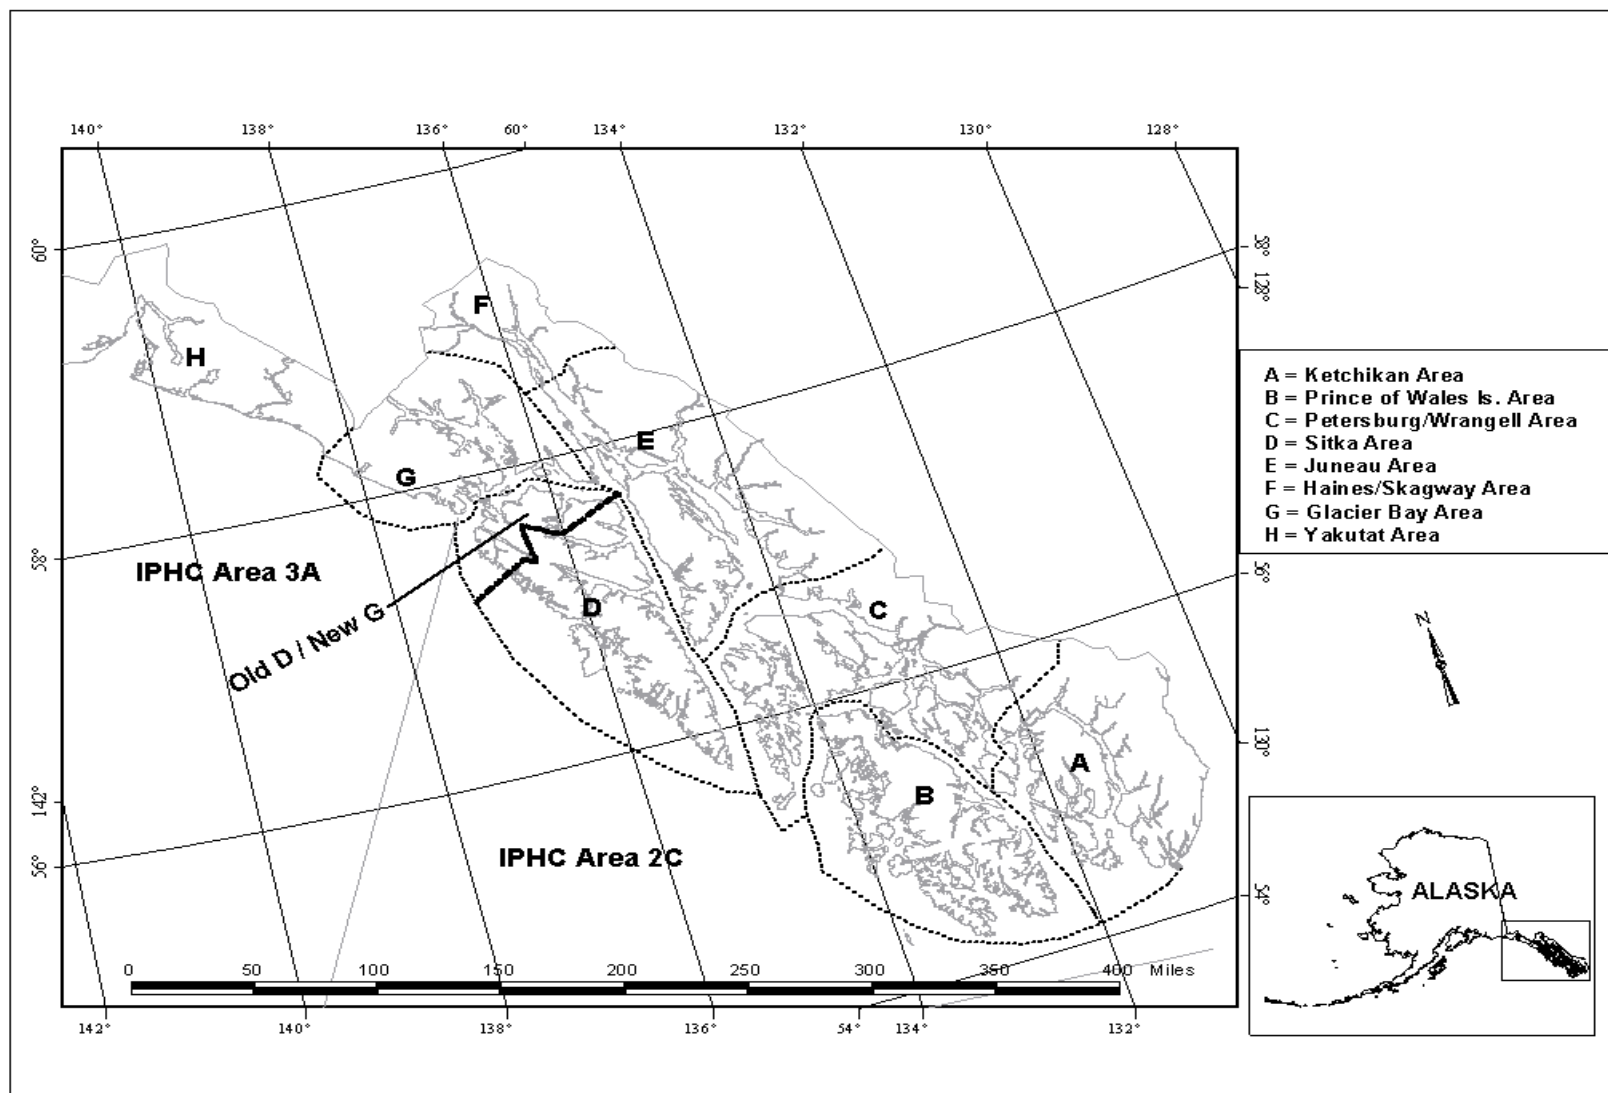 140° 138° 136° 60° 134° 132° 130° 128°
60°
58°
128°
F
H
A = Ketchikan Area
B = Prince of Wales Is. Area
C = Petersburg/Wrangell Area
D = Sitka Area
E = Juneau Area
F = Haines/Skagway Area
G = Glacier Bay Area
H = Yakutat Area
E
G
58°
IPHC Area 3A
56°
D
C
Old D / New G
N
130°
A
B
142°
IPHC Area 2C
56°
54°
ALASKA
0 50 100 150 200 250 300 350 400 Miles
142° 140° 138° 136° 54° 134° 132°